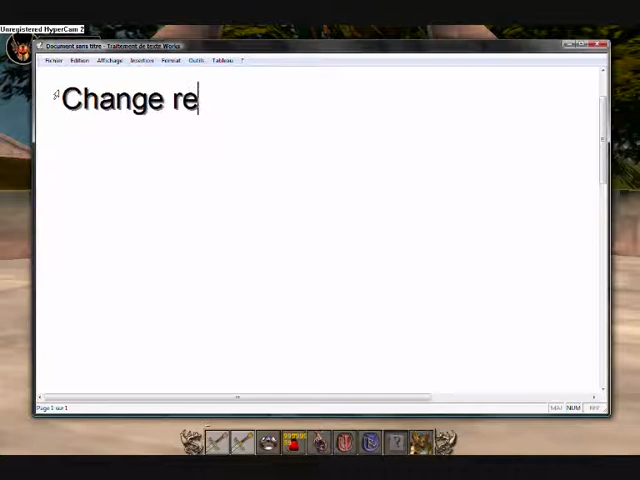 Unregistered HyperCam 2
Document sans titre - Traitement de texte Works
Fichier Edition Affichage Insertion Format Outils Tableau ?
Change re
Page 1 sur 1
NUM